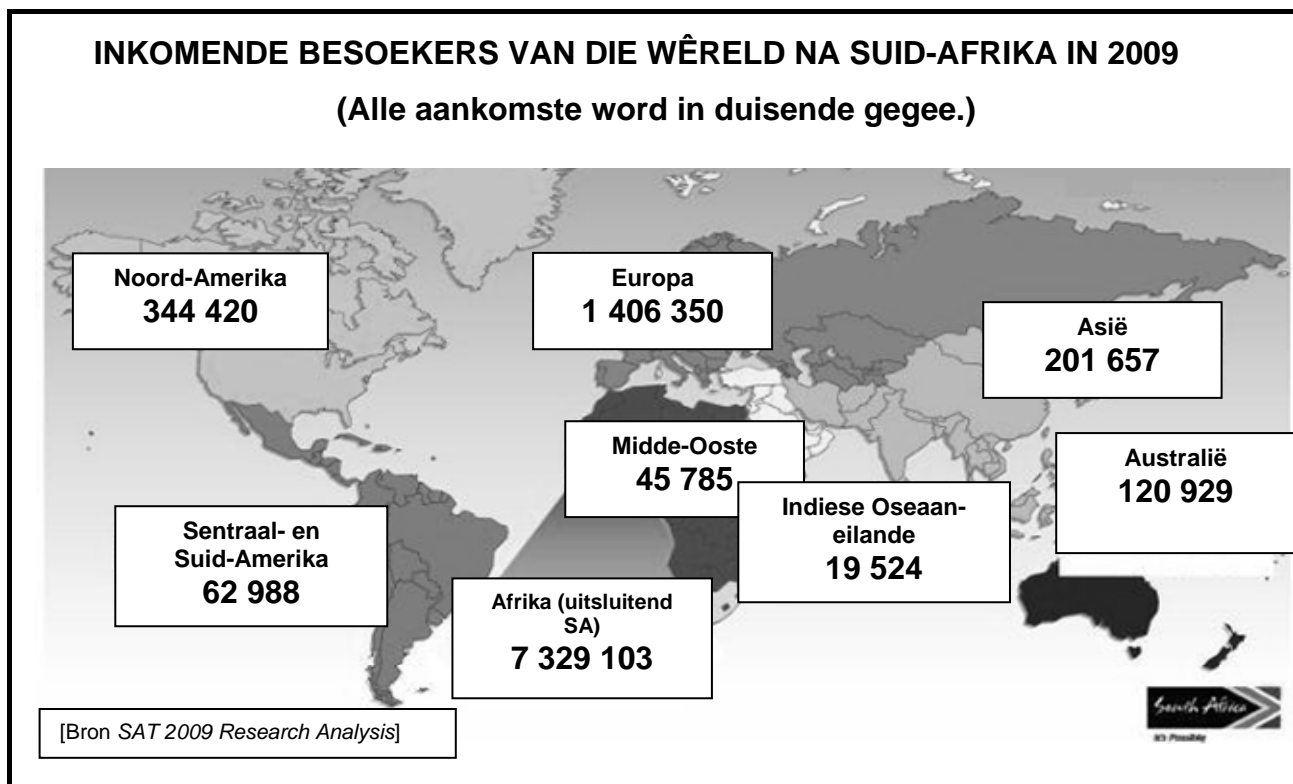 INKOMENDE BESOEKERS VAN DIE WÊRELD NA SUID-AFRIKA IN 2009
(Alle aankomste word in duisende gegee.)
Noord-Amerika
344 420
Europa
1 406 350
Asië
201 657
Midde-Ooste
45 785
Australië
120 929
Indiese Oseaan-
eilande
19 524
Sentraal- en
Suid-Amerika
62 988
Afrika (uitsluitend
SA)
7 329 103
South Africa
It's Possible
[Bron SAT 2009 Research Analysis]